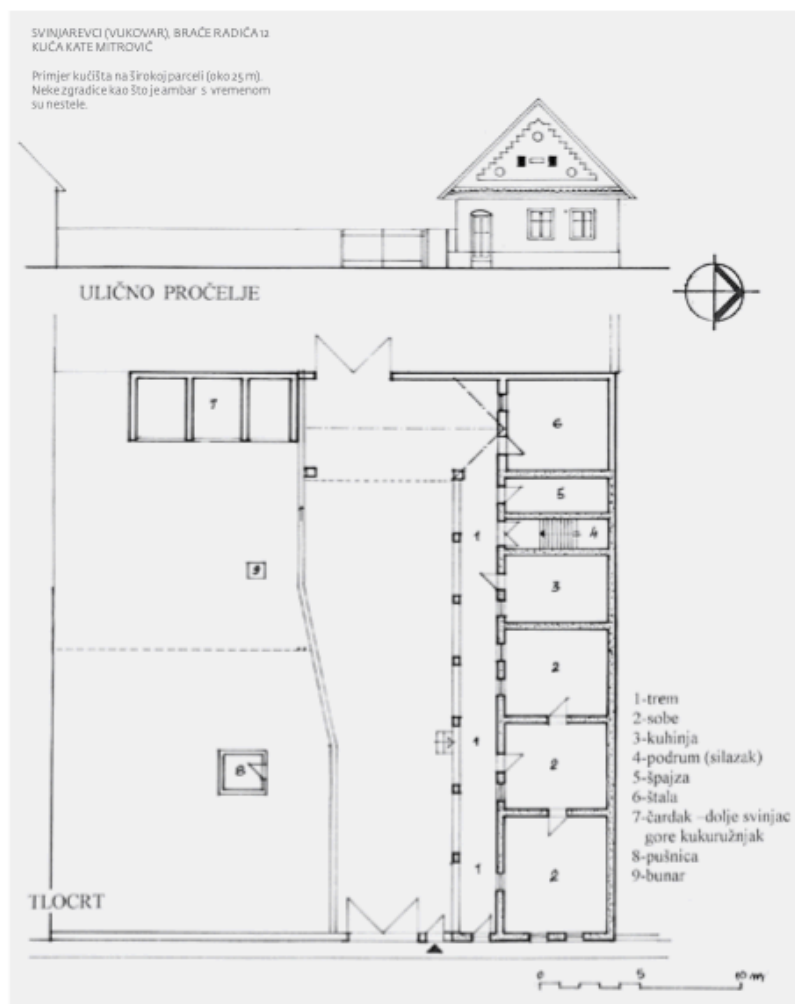 SVINJAREVCI (VUKOVAR), BRAĆE RADIĆA 12
KUĆA KATE MITROVIĆ
Primjer kućišta na širokoj parceli (oko 25 m).
Neke zgradice kao što je ambar s vremenom
su nestele.
ULIČNO PROČELJE
7
6
5
1
4
9
3
2
1
2
8
1
2
1-trem
2-sobe
3-kuhinja
4-podrum (silazak)
5-špajza
6-štala
7-čardak –dolje svinjac
gore kukuružnjak
8-pušnica
9-bunar
TLOCRT
0 5 10 m